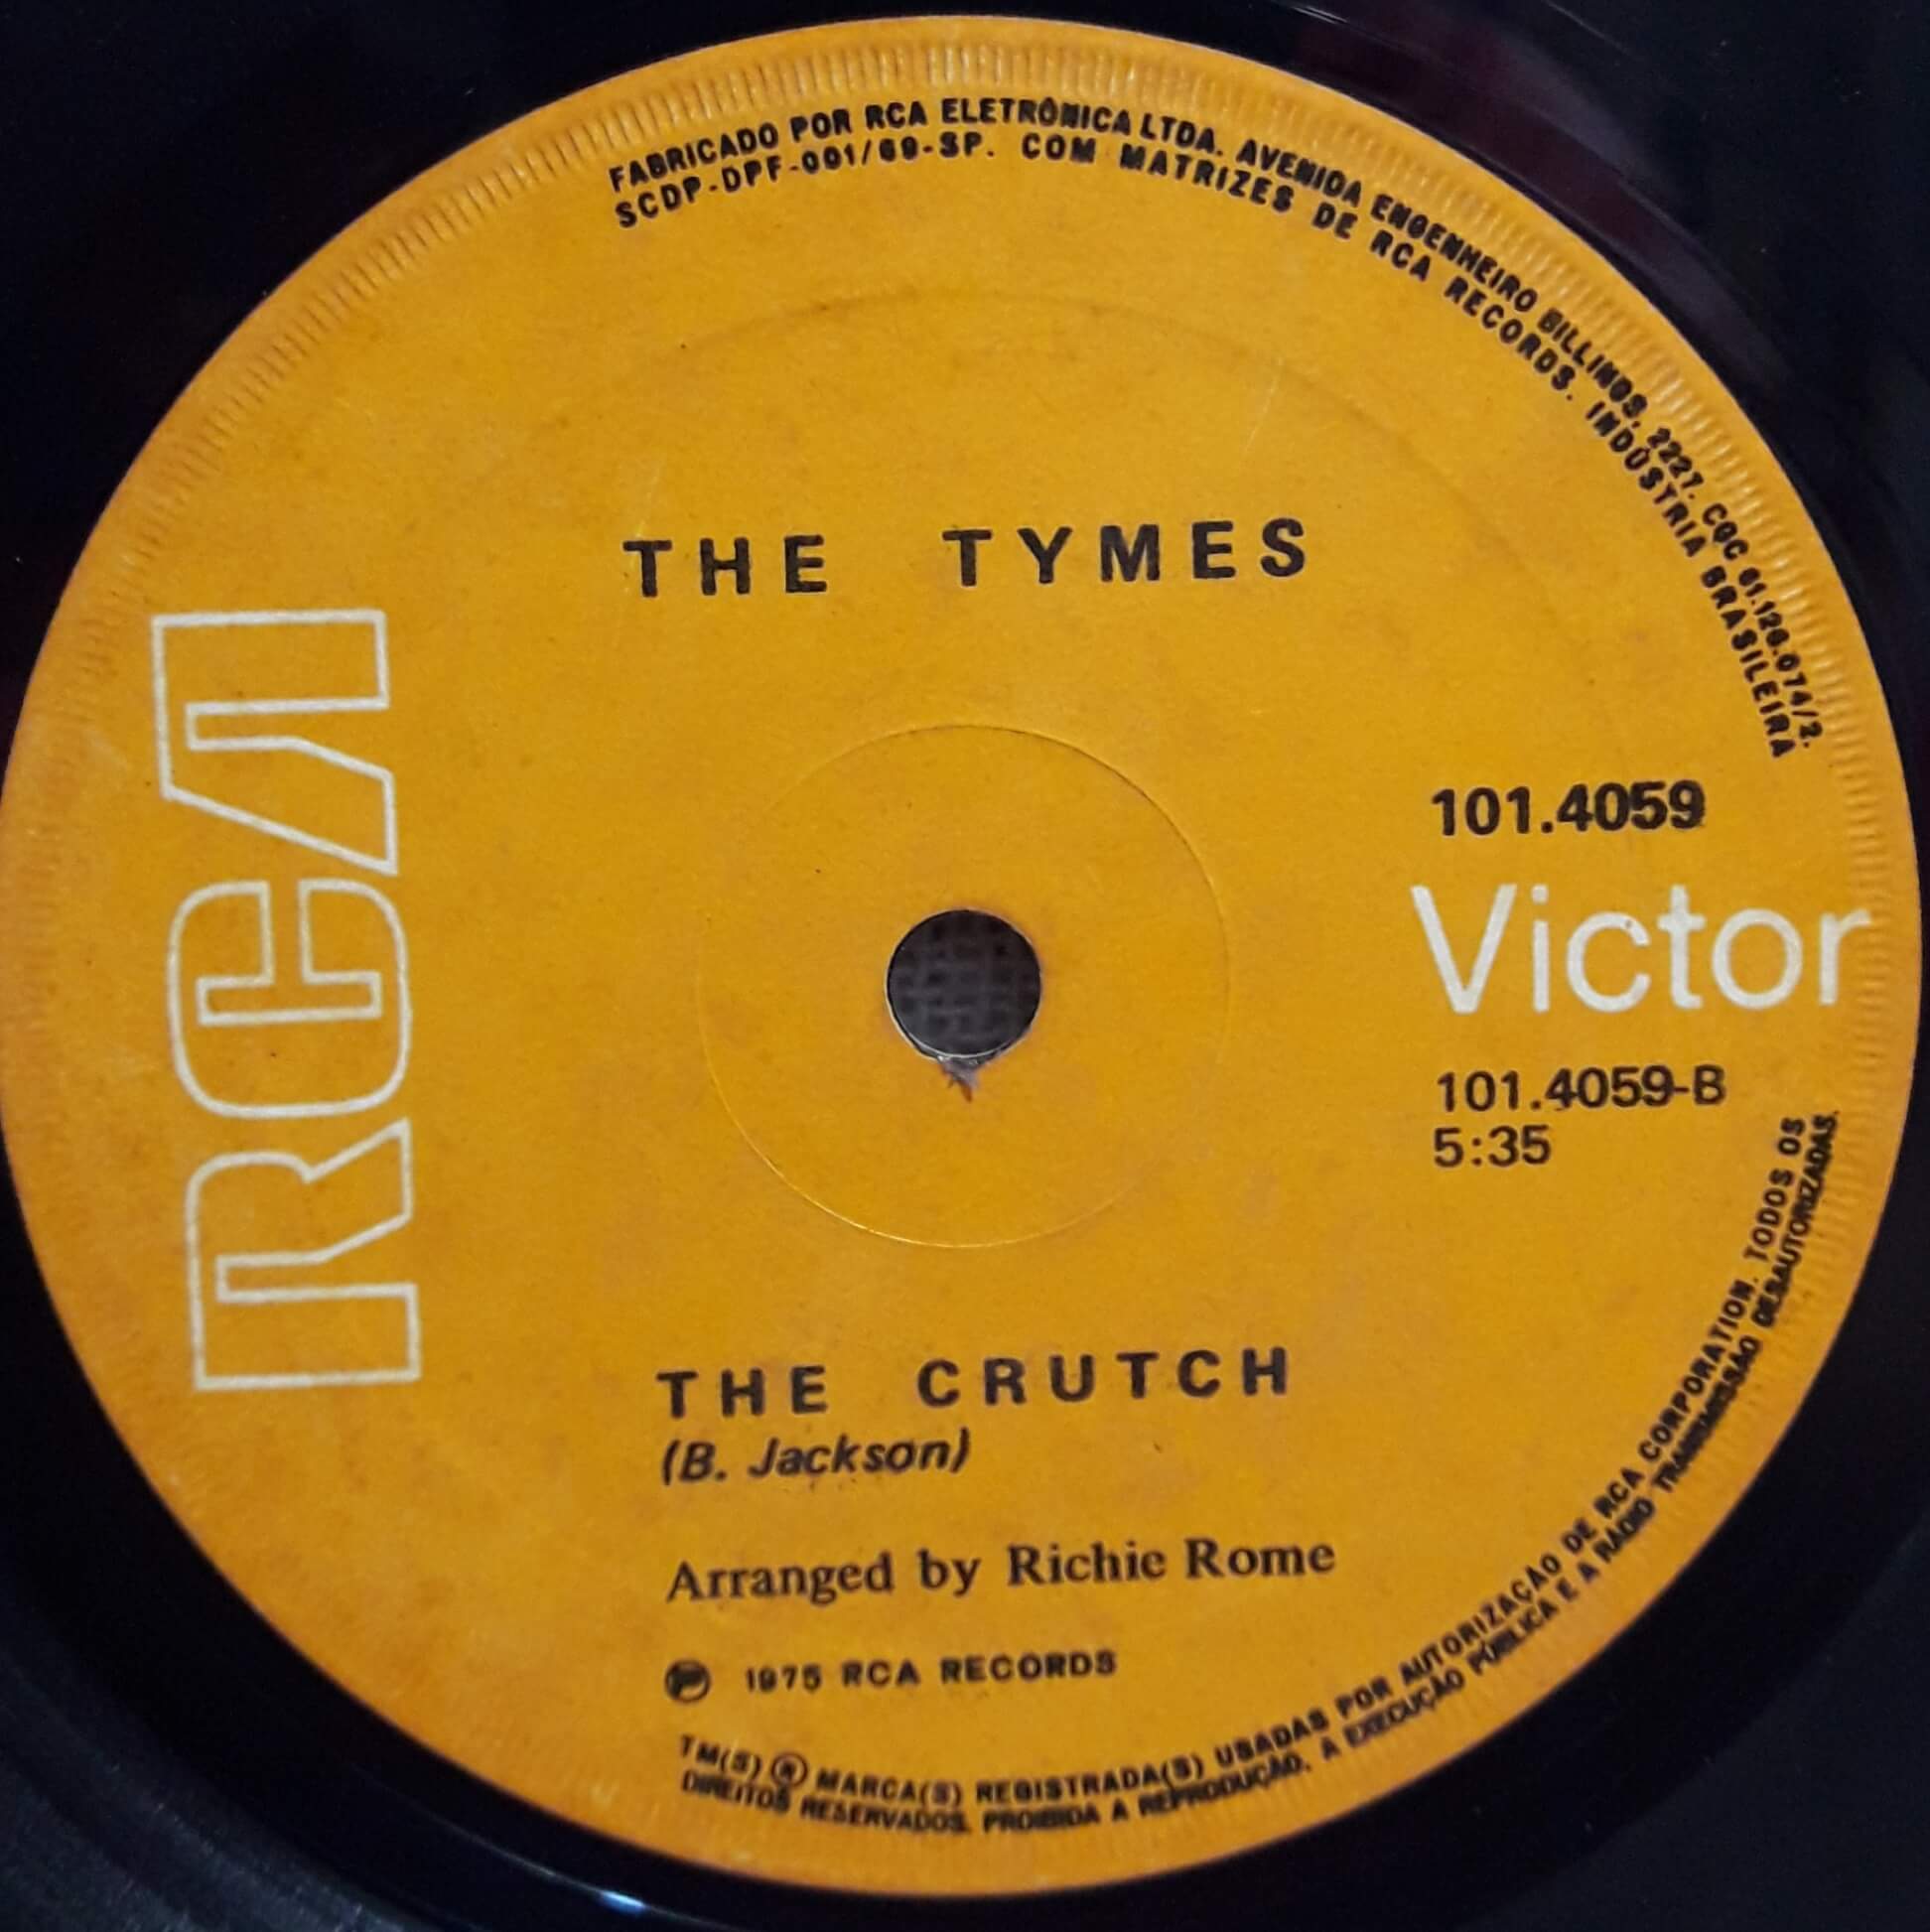 FABRICADO POR RCA ELETRÔNICA LTDA. AVENIDA ENGENHEIRO BILLINGS, 2227. CGC 61.126.074/2.
SCDP-DPF-001/69-SP. COM MATRIZES DE RCA RECORDS. INDÚSTRIA BRASILEIRA
THE TYMES
RCA
101.4059
Victor
101.4059-B
5:35
THE CRUTCH
(B. Jackson)
Arranged by Richie Rome
℗ 1975 RCA RECORDS
TM(S) ® MARCA(S) REGISTRADA(S) USADAS POR AUTORIZAÇÃO DE RCA CORPORATION. TODOS OS
DIREITOS RESERVADOS. PROIBIDA A REPRODUÇÃO, A EXECUÇÃO PÚBLICA E A RÁDIO TRANSMISSÃO DESAUTORIZADAS.